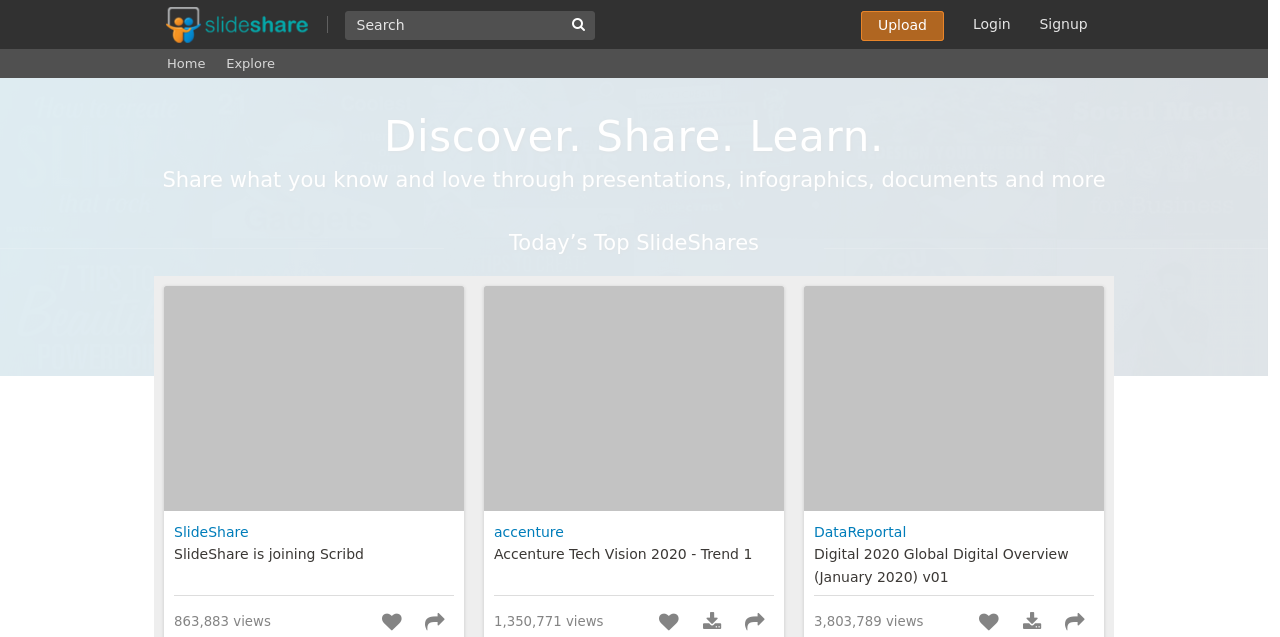 slideshare
Search
Upload
Login
Signup
Home
Explore
Discover. Share. Learn.
Share what you know and love through presentations, infographics, documents and more
Today’s Top SlideShares
SlideShare
SlideShare is joining Scribd
863,883 views
accenture
Accenture Tech Vision 2020 - Trend 1
1,350,771 views
DataReportal
Digital 2020 Global Digital Overview
(January 2020) v01
3,803,789 views